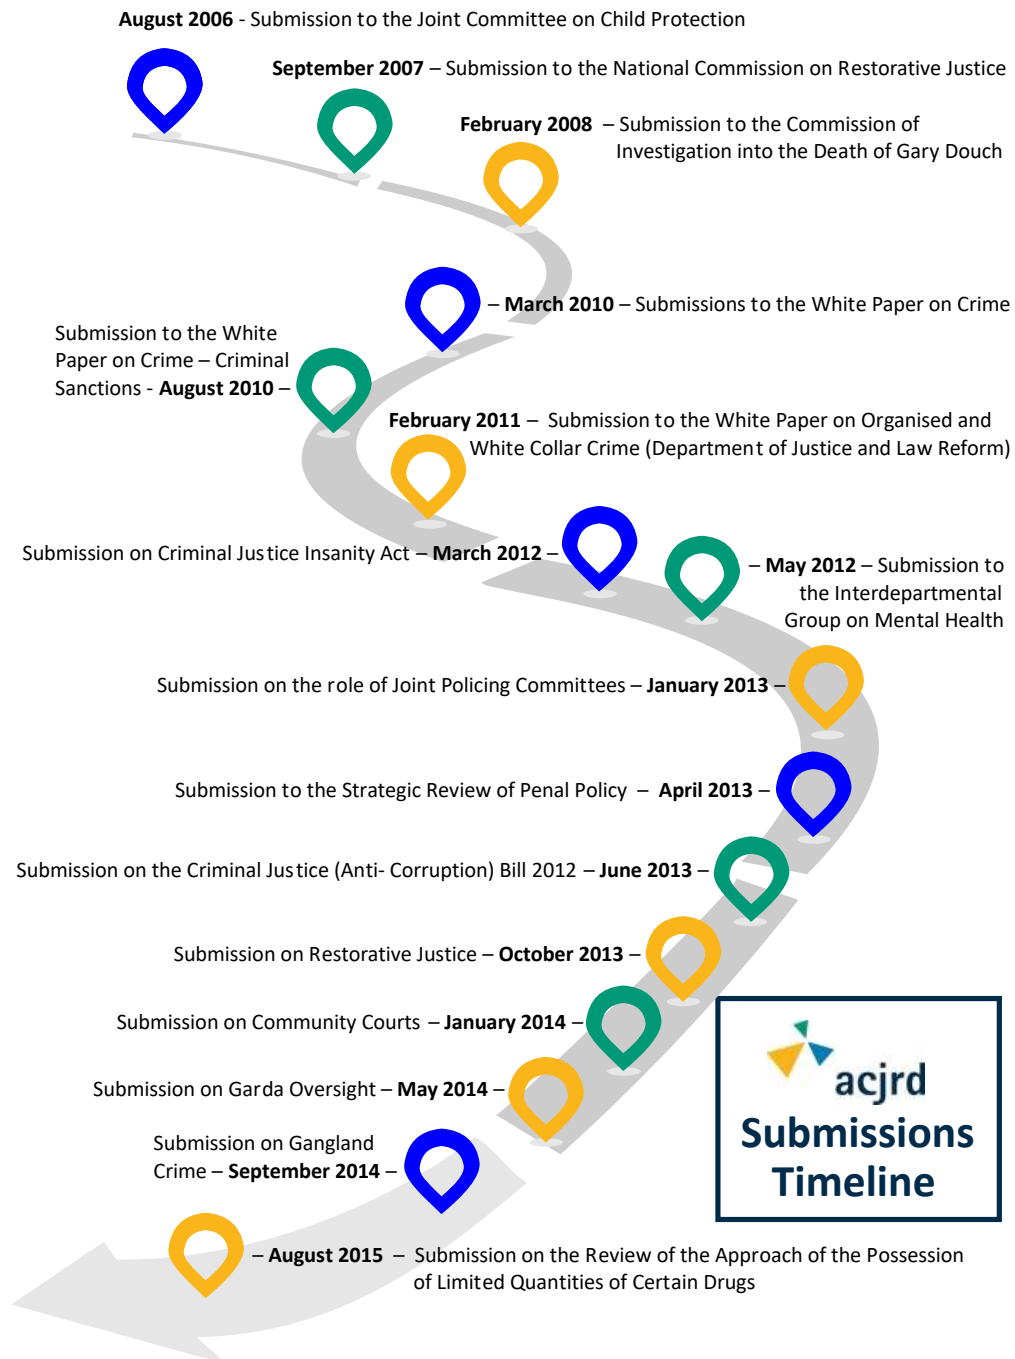 August 2006 - Submission to the Joint Committee on Child Protection
September 2007 – Submission to the National Commission on Restorative Justice
February 2008 – Submission to the Commission of
Investigation into the Death of Gary Douch
– March 2010 – Submissions to the White Paper on Crime
Submission to the White
Paper on Crime – Criminal
Sanctions - August 2010 –
February 2011 – Submission to the White Paper on Organised and
White Collar Crime (Department of Justice and Law Reform)
Submission on Criminal Justice Insanity Act – March 2012 –
– May 2012 – Submission to
the Interdepartmental
Group on Mental Health
Submission on the role of Joint Policing Committees – January 2013 –
Submission to the Strategic Review of Penal Policy – April 2013 –
Submission on the Criminal Justice (Anti- Corruption) Bill 2012 – June 2013 –
Submission on Restorative Justice – October 2013 –
Submission on Community Courts – January 2014 –
Submission on Garda Oversight – May 2014 –
Submission on Gangland
Crime – September 2014 –
– August 2015 – Submission on the Review of the Approach of the Possession
of Limited Quantities of Certain Drugs
acjrd
Submissions
Timeline